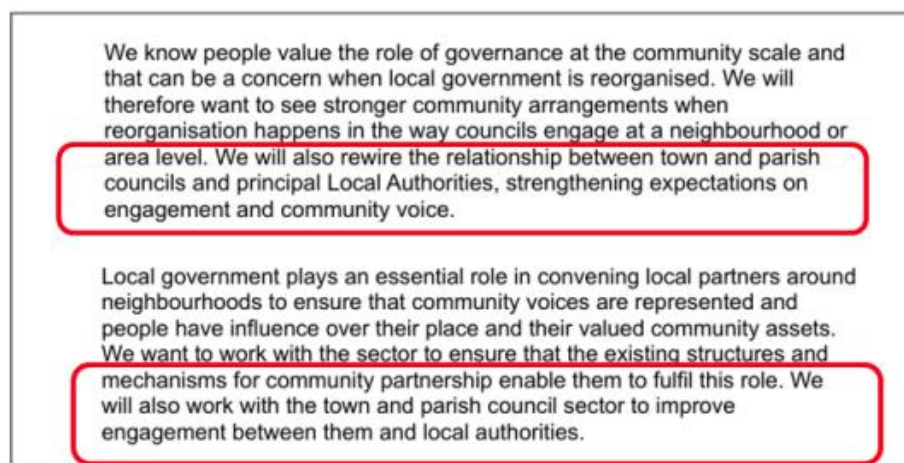 We know people value the role of governance at the community scale and
that can be a concern when local government is reorganised. We will
therefore want to see stronger community arrangements when
reorganisation happens in the way councils engage at a neighbourhood or
area level. We will also rewire the relationship between town and parish
councils and principal Local Authorities, strengthening expectations on
engagement and community voice.
Local government plays an essential role in convening local partners around
neighbourhoods to ensure that community voices are represented and
people have influence over their place and their valued community assets.
We want to work with the sector to ensure that the existing structures and
mechanisms for community partnership enable them to fulfil this role. We
will also work with the town and parish council sector to improve
engagement between them and local authorities.